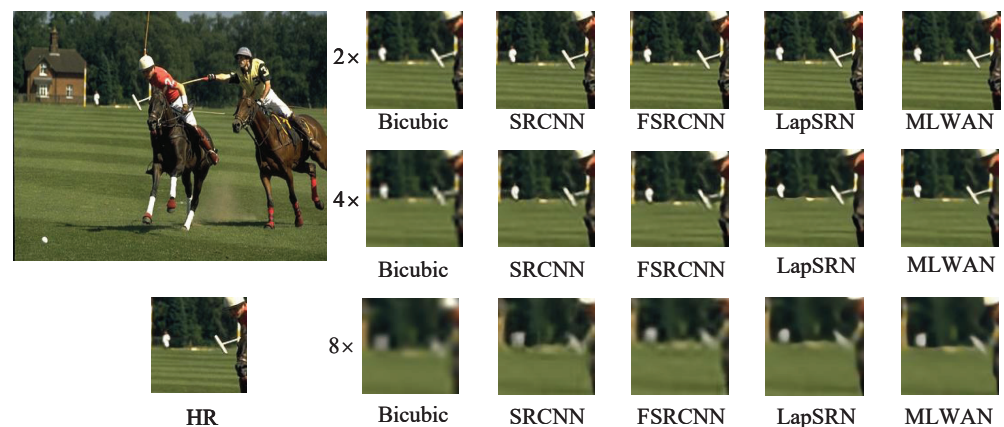 2×
Bicubic SRCNN FSRCNN LapSRN MLWAN
4×
Bicubic SRCNN FSRCNN LapSRN MLWAN
8×
HR Bicubic SRCNN FSRCNN LapSRN MLWAN